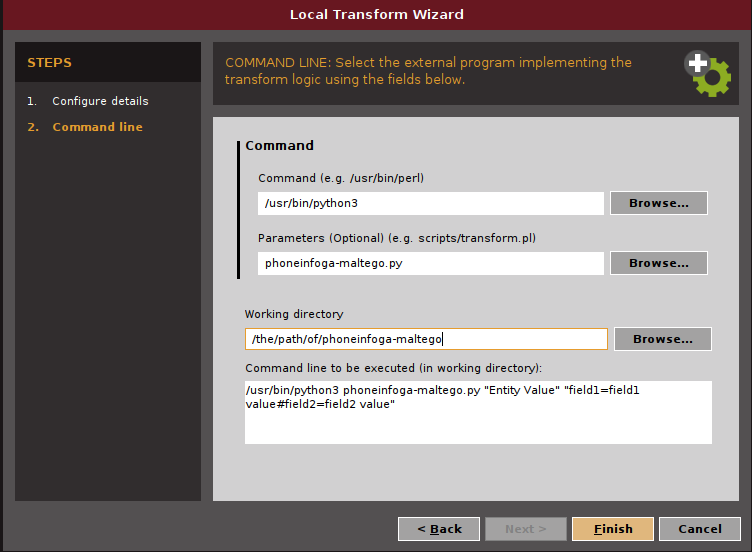 Local Transform Wizard
STEPS
1. Configure details
2. Command line
COMMAND LINE: Select the external program implementing the
transform logic using the fields below.
Command
Command (e.g. /usr/bin/perl)
/usr/bin/python3
Browse...
Parameters (Optional) (e.g. scripts/transform.pl)
phoneinfoga-maltego.py
Browse...
Working directory
/the/path/of/phoneinfoga-maltego
Browse...
Command line to be executed (in working directory):
/usr/bin/python3 phoneinfoga-maltego.py "Entity Value" "field1=field1
value#field2=field2 value"
< Back
Next >
Finish
Cancel